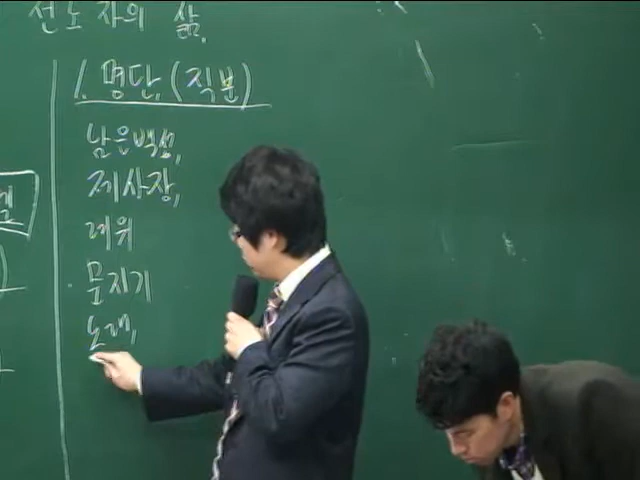 전도자의 삶.
1. 명단. (직분)
남은백성,
제사장,
레위
문지기
노래,